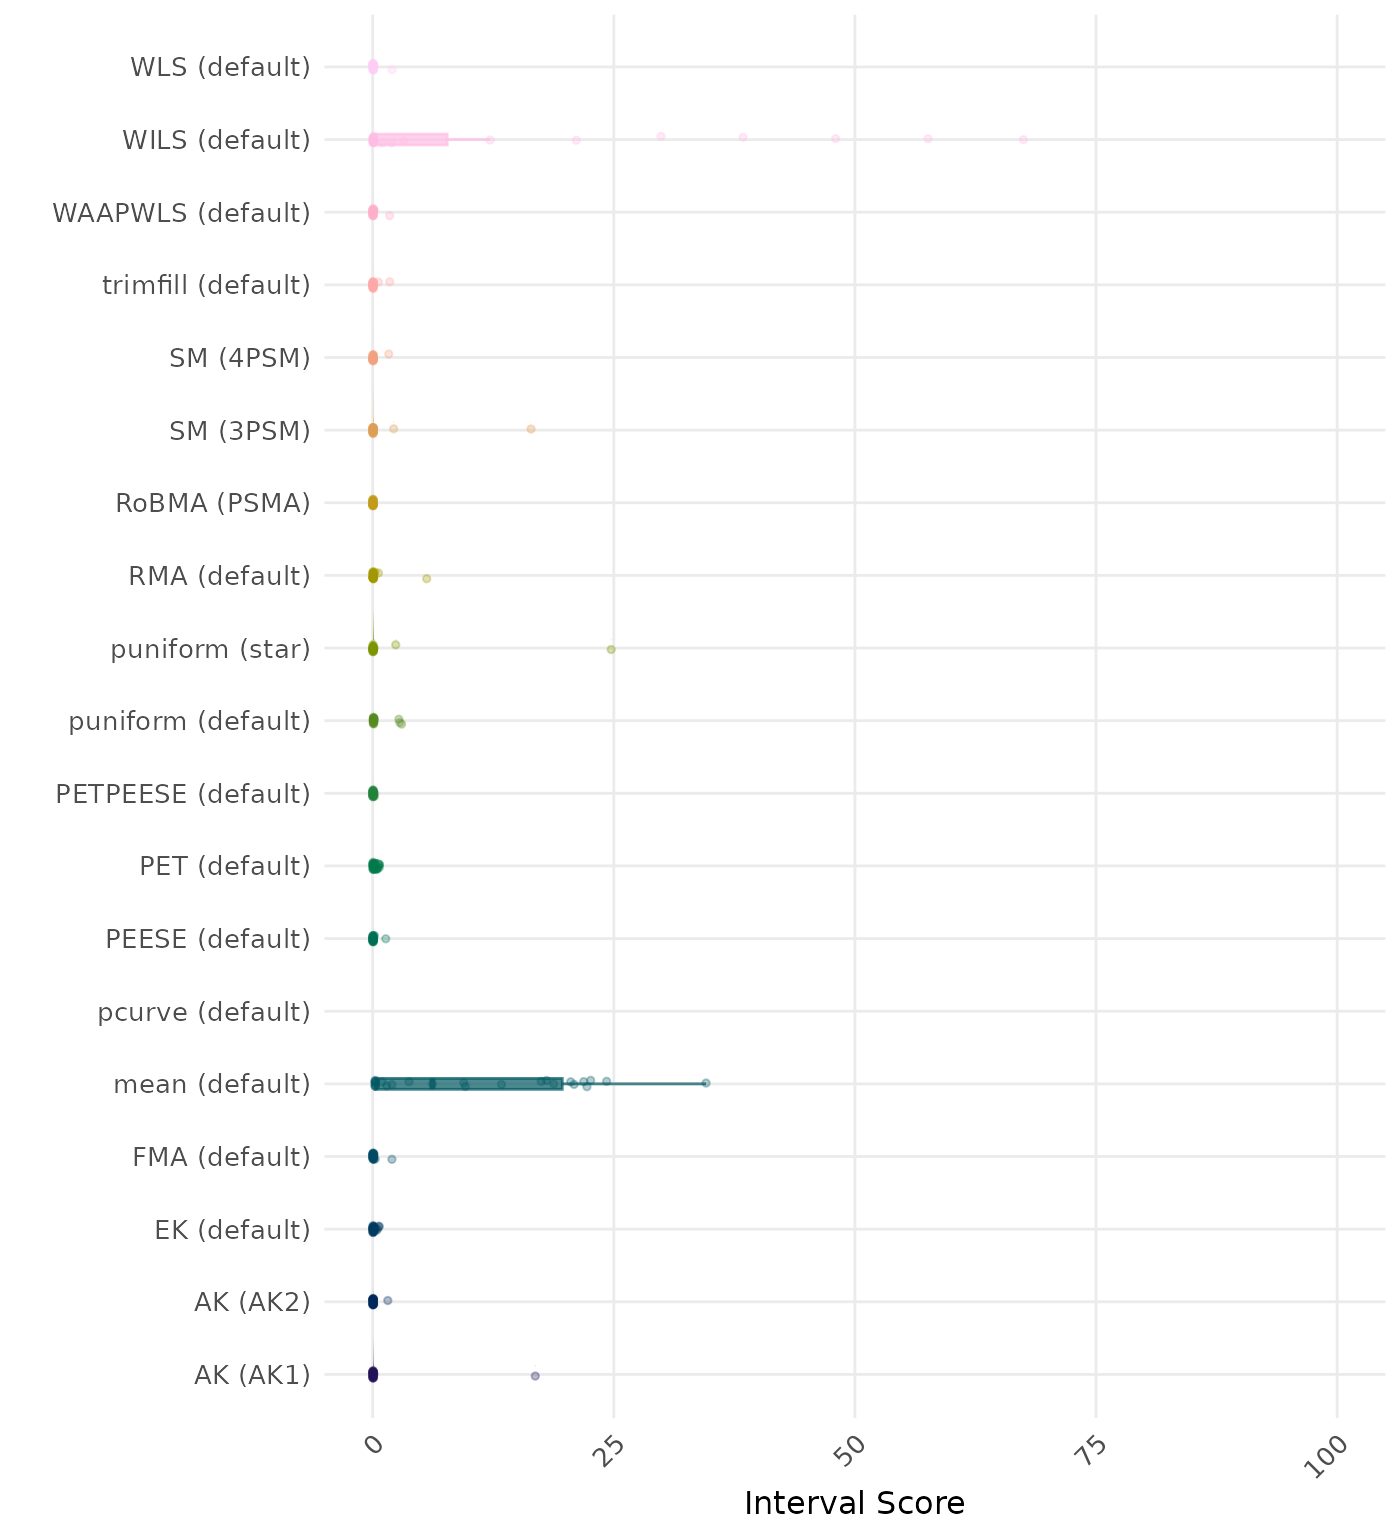 WLS (default)
WILS (default)
WAAPWLS (default)
trimfill (default)
SM (4PSM)
SM (3PSM)
RoBMA (PSMA)
RMA (default)
puniform (star)
puniform (default)
PETPEESE (default)
PET (default)
PEESE (default)
pcurve (default)
mean (default)
FMA (default)
EK (default)
AK (AK2)
AK (AK1)
0 25 50 75 100
Interval Score